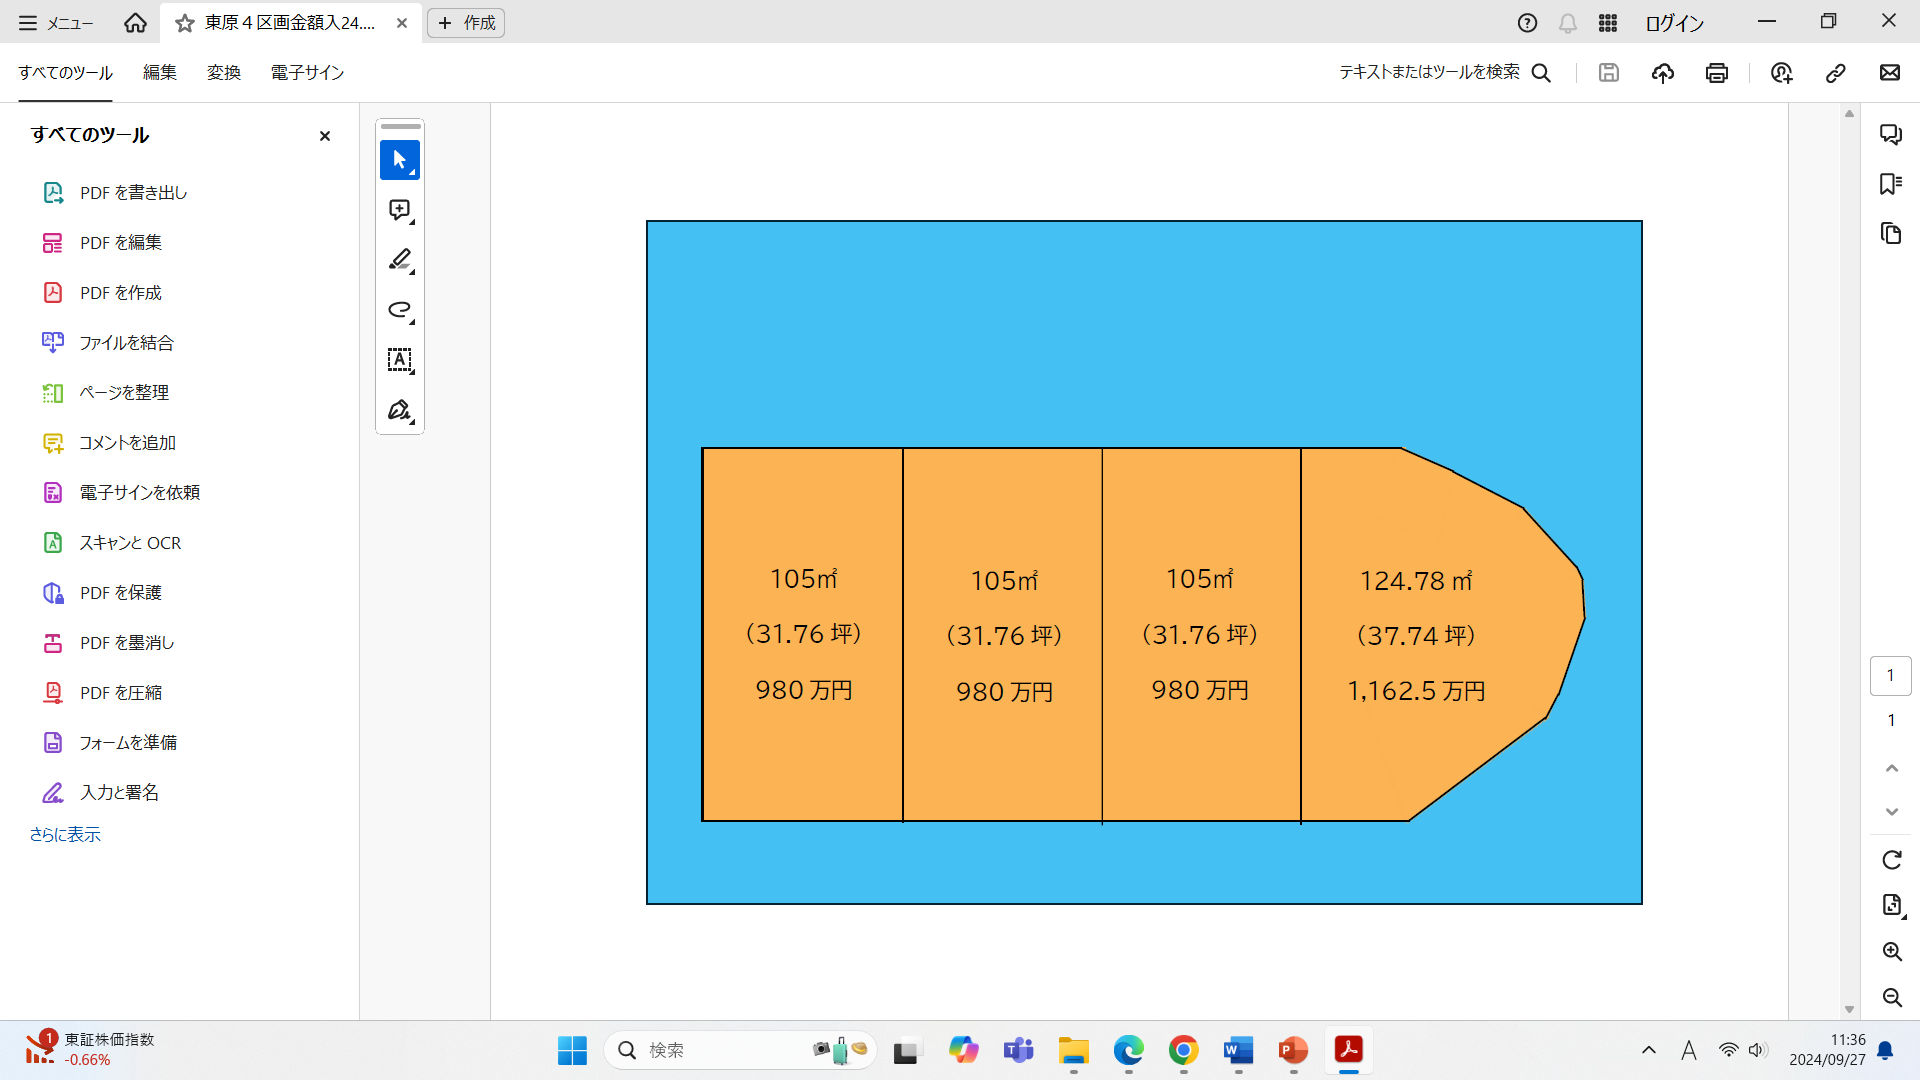 メニュー
東原４区画金額入24....
作成
ログイン
すべてのツール
編集
変換
電子サイン
テキストまたはツールを検索
すべてのツール
PDF を書き出し
PDF を編集
PDF を作成
ファイルを結合
ページを整理
コメントを追加
電子サインを依頼
スキャンと OCR
PDF を保護
PDF を墨消し
PDF を圧縮
フォームを準備
入力と署名
さらに表示
105㎡
（31.76 坪）
980 万円
105㎡
（31.76 坪）
980 万円
105㎡
（31.76 坪）
980 万円
124.78 ㎡
（37.74 坪）
1,162.5 万円
1
1
1
東証株価指数
-0.66%
検索
A
11:36
2024/09/27